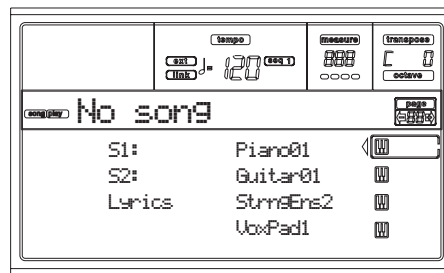 tempo measure transpose
ext link ♩= 120 seq 1 888 C 0
octave
song play No song page
S1: Piano01
S2: Guitar01
Lyrics StrngEns2
VoxPad1